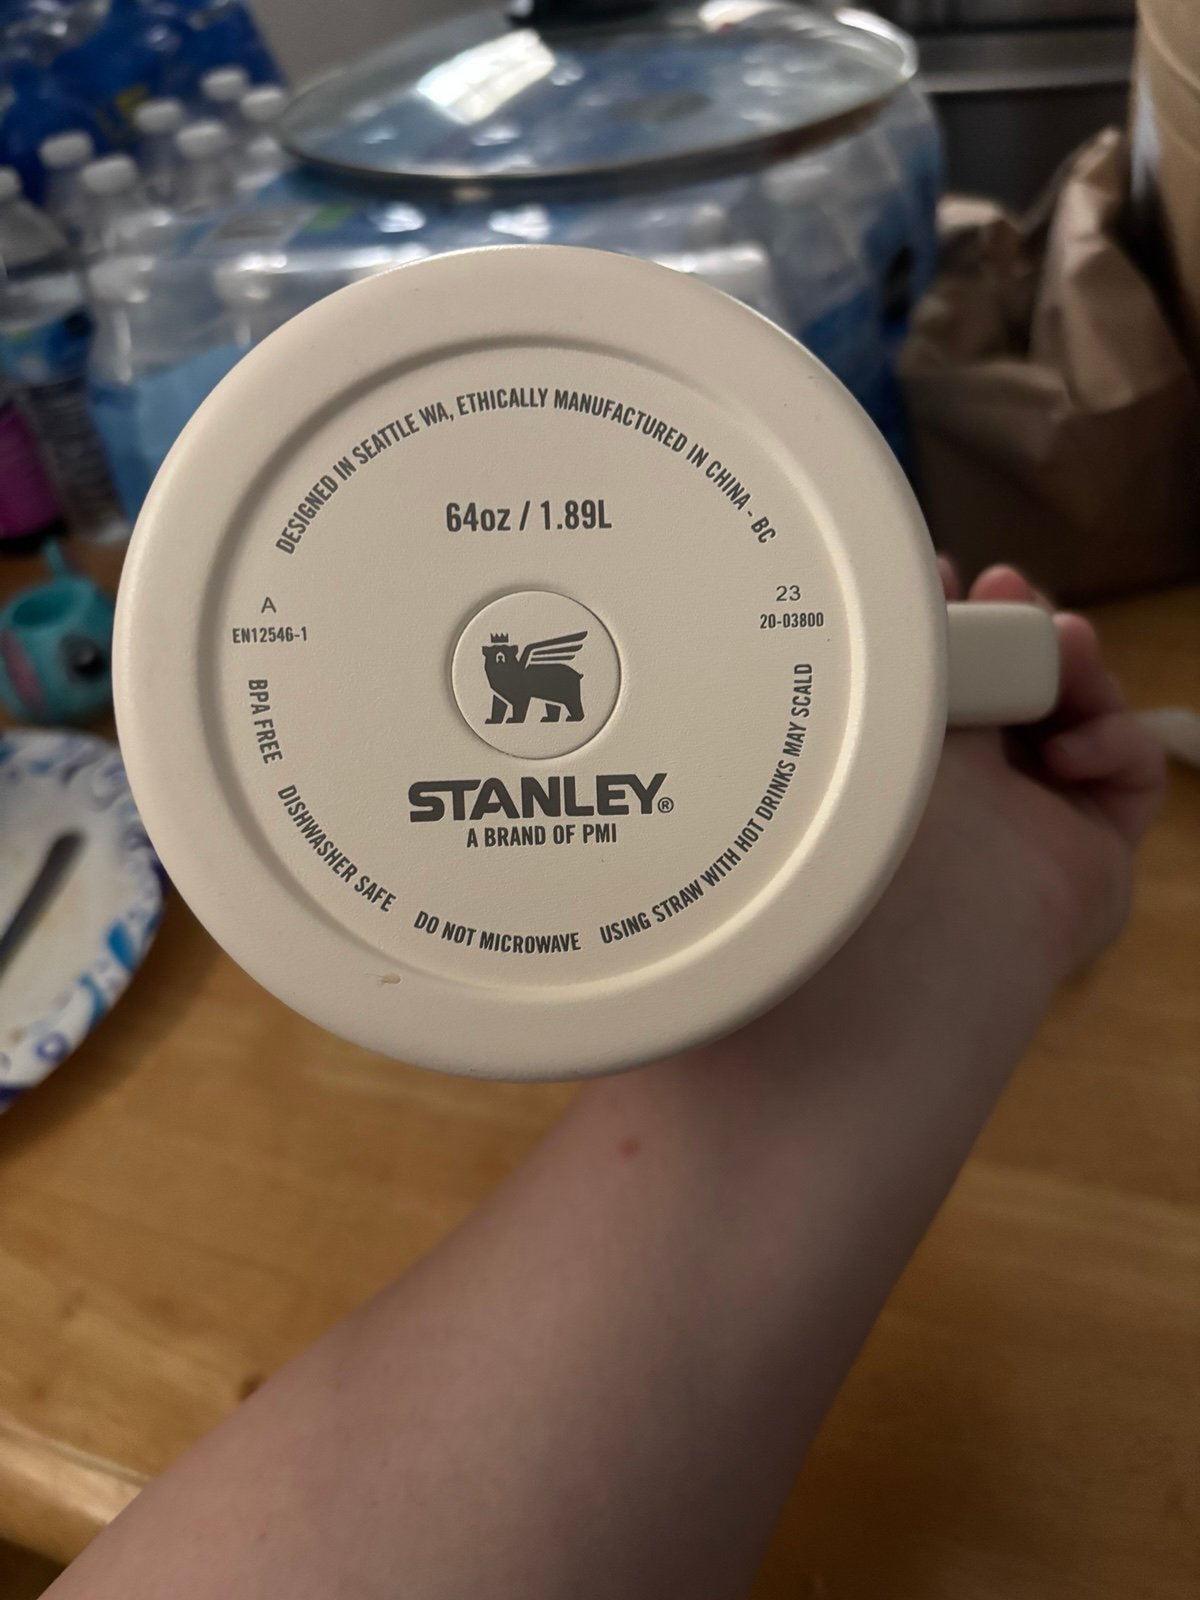 DESIGNED IN SEATTLE WA, ETHICALLY MANUFACTURED IN CHINA - BC
64oz / 1.89L
A
EN12546-1
23
20-03800
STANLEY®
A BRAND OF PMI
BPA FREE
DISHWASHER SAFE
DO NOT MICROWAVE
USING STRAW WITH HOT DRINKS MAY SCALD